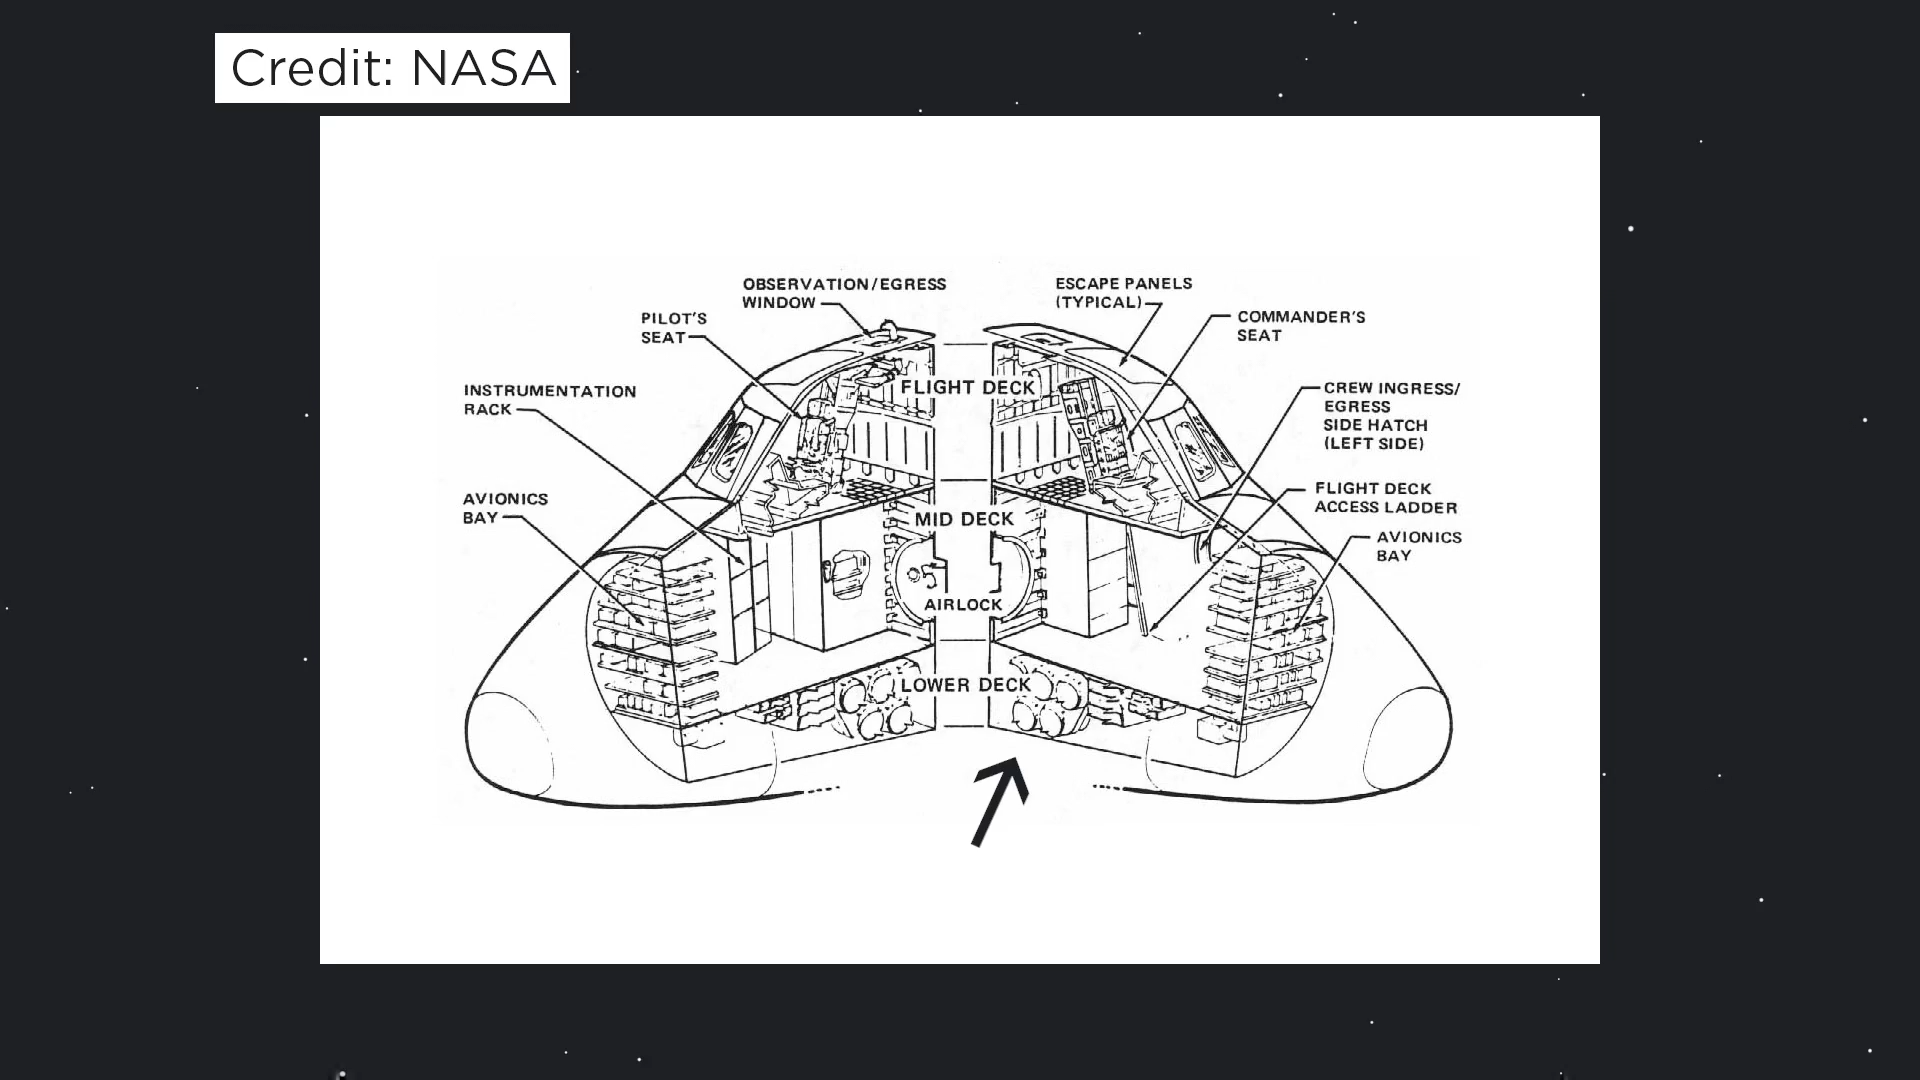 Credit: NASA
OBSERVATION/EGRESS
WINDOW
ESCAPE PANELS
(TYPICAL)
PILOT'S
SEAT
COMMANDER'S
SEAT
INSTRUMENTATION
RACK
FLIGHT DECK
CREW INGRESS/
EGRESS
SIDE HATCH
(LEFT SIDE)
AVIONICS
BAY
MID DECK
FLIGHT DECK
ACCESS LADDER
AVIONICS
BAY
AIRLOCK
LOWER DECK